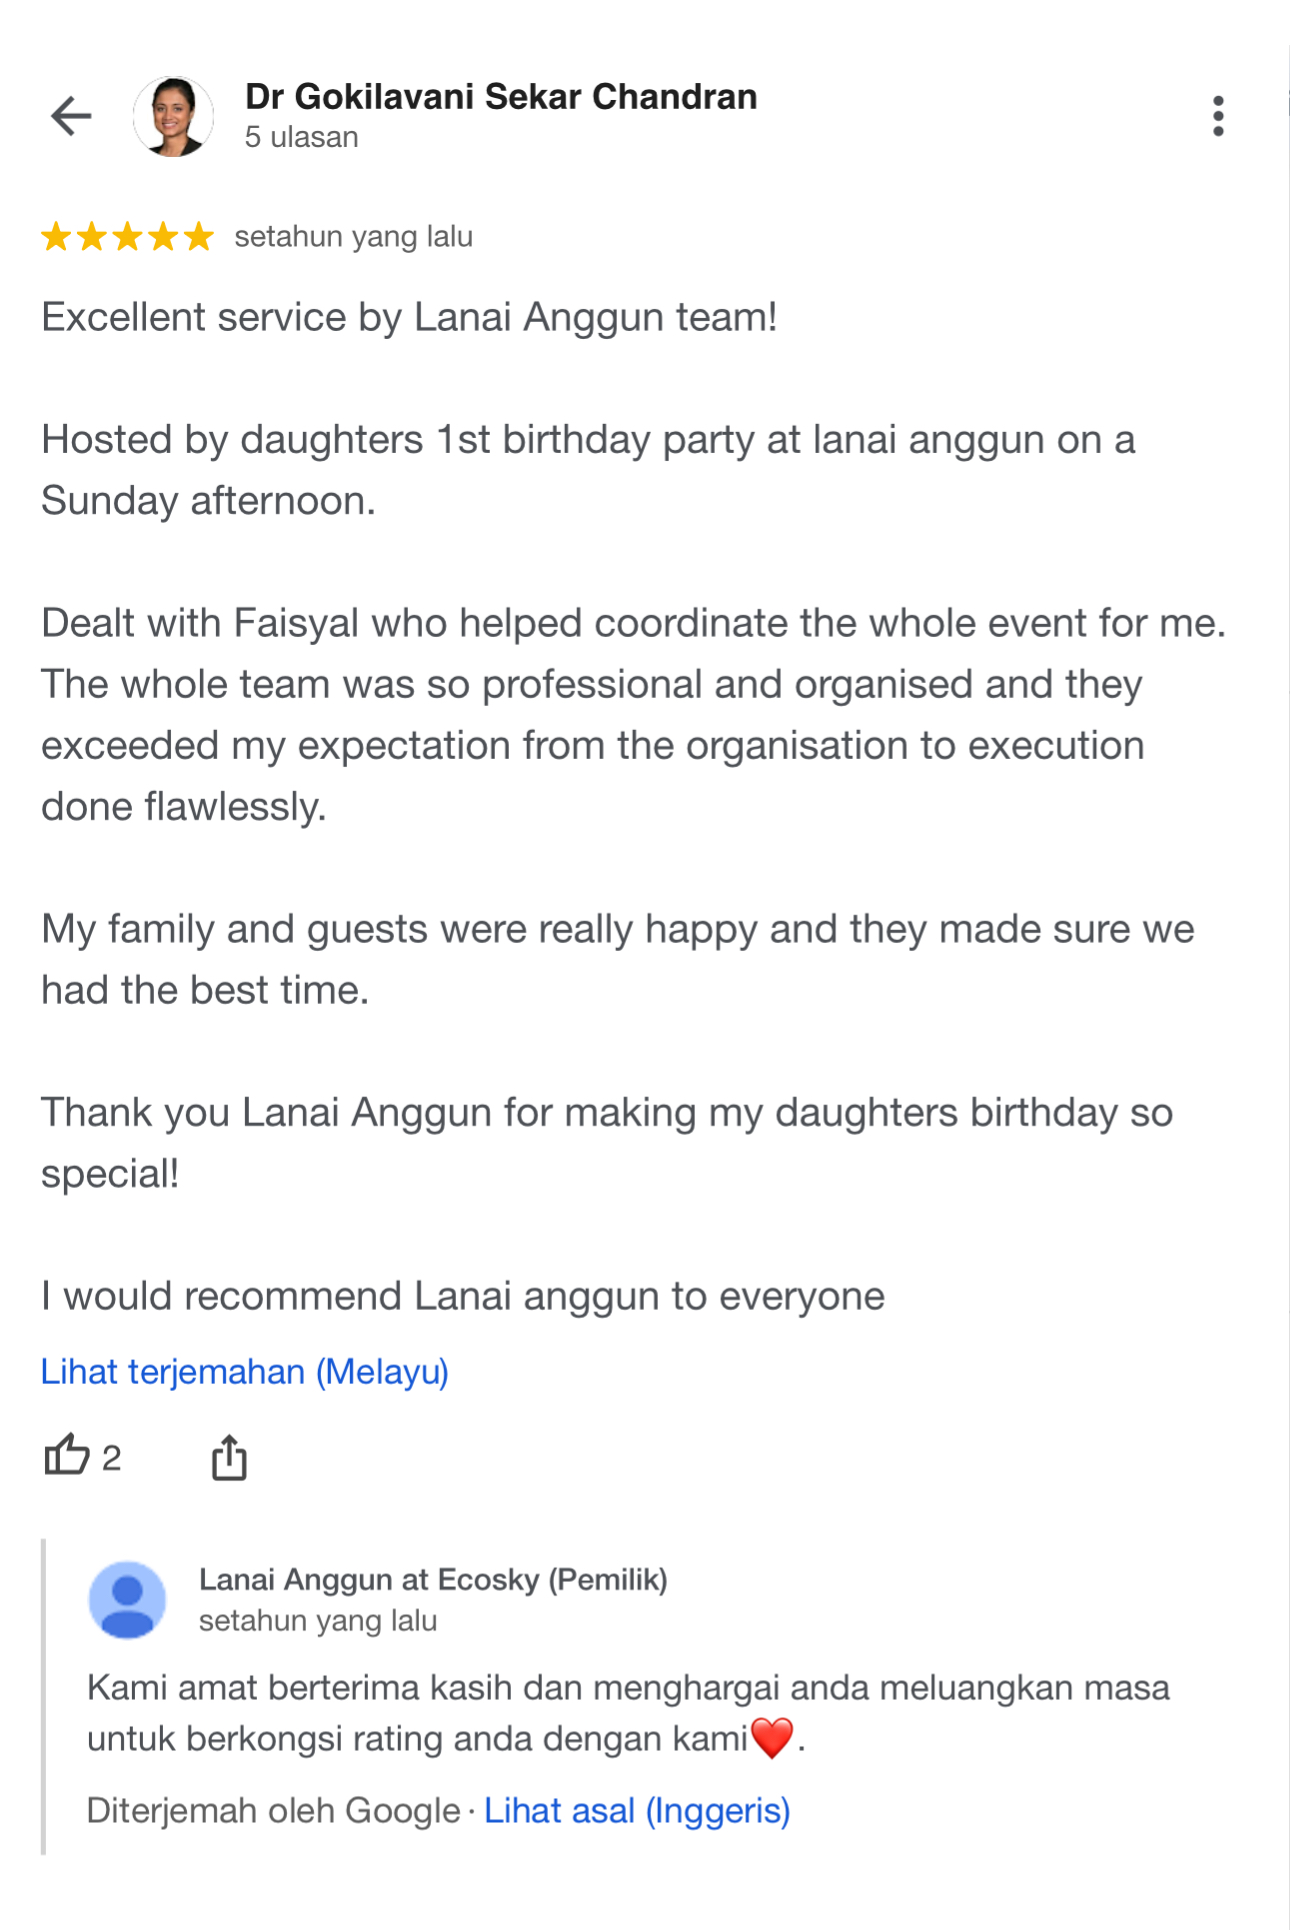 Dr Gokilavani Sekar Chandran
5 ulasan
setahun yang lalu
Excellent service by Lanai Anggun team!
Hosted by daughters 1st birthday party at lanai anggun on a
Sunday afternoon.
Dealt with Faisyal who helped coordinate the whole event for me.
The whole team was so professional and organised and they
exceeded my expectation from the organisation to execution
done flawlessly.
My family and guests were really happy and they made sure we
had the best time.
Thank you Lanai Anggun for making my daughters birthday so
special!
I would recommend Lanai anggun to everyone
Lihat terjemahan (Melayu)
2
Lanai Anggun at Ecosky (Pemilik)
setahun yang lalu
Kami amat berterima kasih dan menghargai anda meluangkan masa
untuk berkongsi rating anda dengan kami❤️.
Diterjemah oleh Google · Lihat asal (Inggeris)